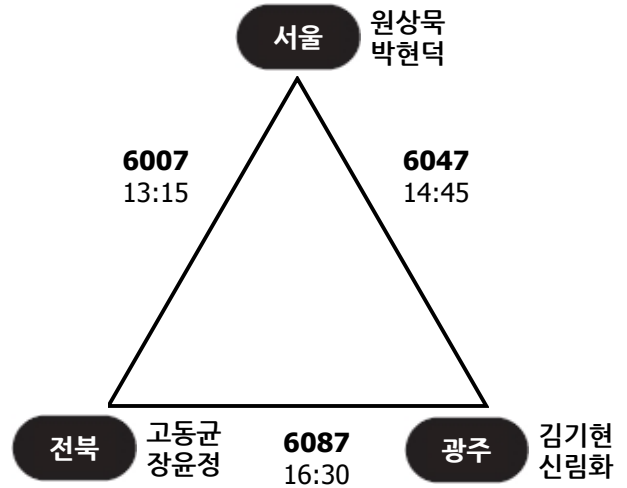 서울
원상묵
박현덕
6007
13:15
6047
14:45
전북
고동균
장윤정
6087
16:30
광주
김기현
신림화